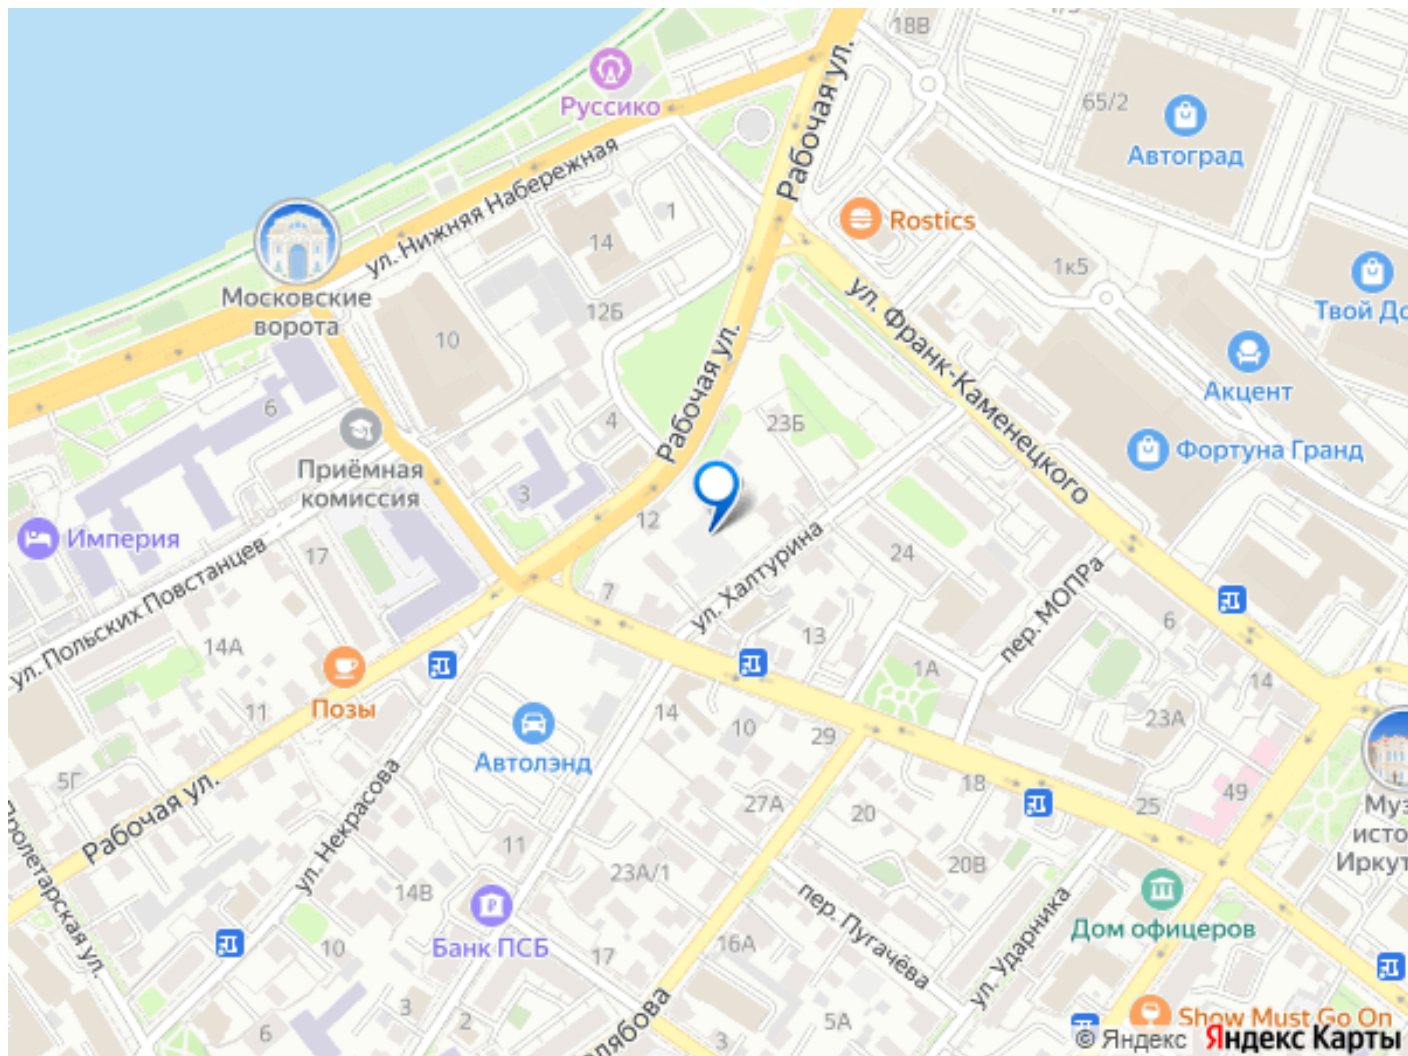 18В
Руссико
65/2
Автоград
Рабочая ул.
ул. Нижняя Набережная
1
14
Rostics
1к5
Твой До
Московские
ворота
12Б
10
ул. Франк-Каменецкого
Рабочая ул.
Акцент
6
4
23Б
Фортуна Гранд
Приёмная
комиссия
3
12
Империя
17
ул. Халтурина
24
пер. МОПРа
7
ул. Польских Повстанцев
14А
13
6
1А
14
Позы
11
14
10
29
23А
Автолэнд
5Г
Рабочая ул.
ул. Некрасова
27А
20
18
25
49
Муз
исто
Иркут
Пролетарская ул.
11
23А/1
20В
14В
пер. Пугачёва
ул. Ударника
Дом офицеров
Банк ПСБ
10
17
16А
3
2
6
5А
3
лябова
Show Must Go On
© Яндекс Яндекс Карты